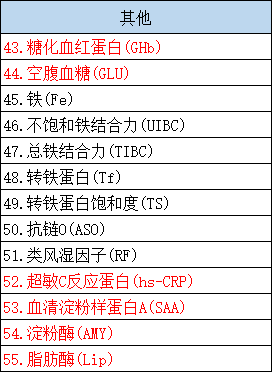 其他
43.糖化血红蛋白(GHb)
44.空腹血糖(GLU)
45.铁(Fe)
46.不饱和铁结合力(UIBC)
47.总铁结合力(TIBC)
48.转铁蛋白(Tf)
49.转铁蛋白饱和度(TS)
50.抗链O(ASO)
51.类风湿因子(RF)
52.超敏C反应蛋白(hs-CRP)
53.血清淀粉样蛋白A(SAA)
54.淀粉酶(AMY)
55.脂肪酶(Lip)